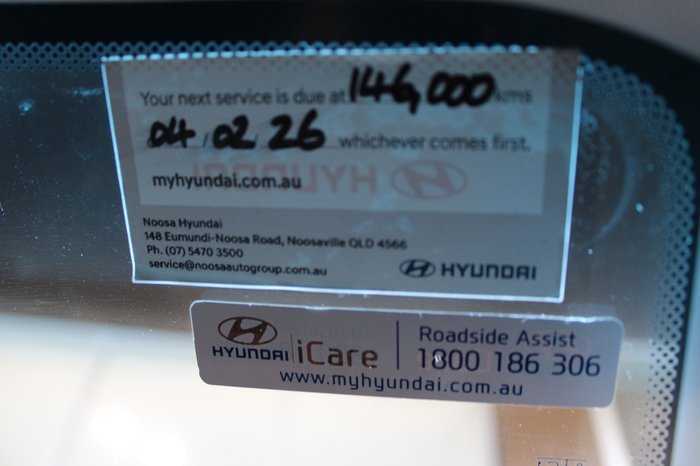 Your next service is due at 146,000 kms
04 / 02 / 26 whichever comes first.
myhyundai.com.au
HYUNDAI
Noosa Hyundai
148 Eumundi-Noosa Road, Noosaville QLD 4566
Ph. (07) 5470 3500
service@noosaautogroup.com.au
HYUNDAI
HYUNDAI iCare
Roadside Assist
1800 186 306
www.myhyundai.com.au